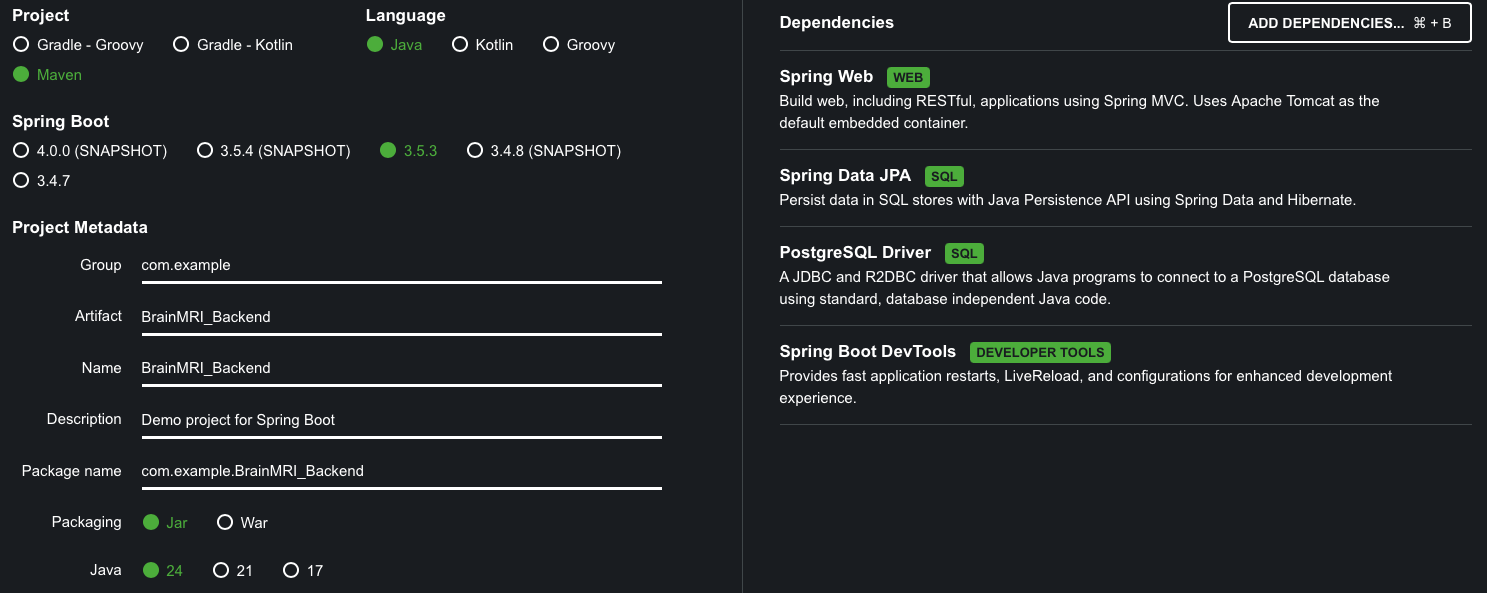 Project
Gradle - Groovy Gradle - Kotlin
Maven
Language
Java Kotlin Groovy
Spring Boot
4.0.0 (SNAPSHOT) 3.5.4 (SNAPSHOT) 3.5.3 3.4.8 (SNAPSHOT)
3.4.7
Project Metadata
Group com.example
Artifact BrainMRI_Backend
Name BrainMRI_Backend
Description Demo project for Spring Boot
Package name com.example.BrainMRI_Backend
Packaging Jar War
Java 24 21 17
Dependencies ADD DEPENDENCIES... ⌘ + B
Spring Web WEB
Build web, including RESTful, applications using Spring MVC. Uses Apache Tomcat as the
default embedded container.
Spring Data JPA SQL
Persist data in SQL stores with Java Persistence API using Spring Data and Hibernate.
PostgreSQL Driver SQL
A JDBC and R2DBC driver that allows Java programs to connect to a PostgreSQL database
using standard, database independent Java code.
Spring Boot DevTools DEVELOPER TOOLS
Provides fast application restarts, LiveReload, and configurations for enhanced development
experience.